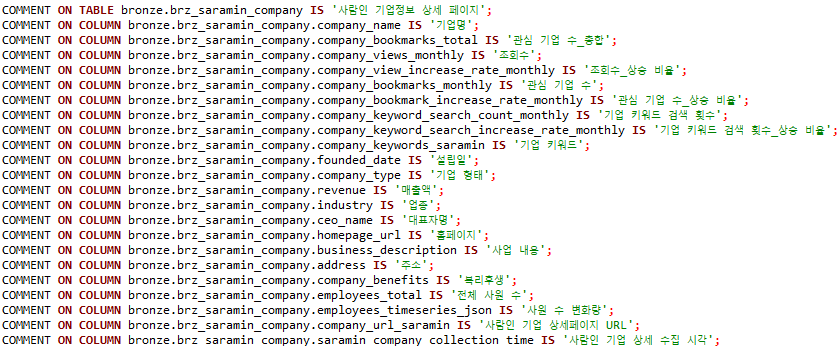 COMMENT ON TABLE bronze.brz_saramin_company IS '사람인 기업정보 상세 페이지';
COMMENT ON COLUMN bronze.brz_saramin_company.company_name IS '기업명';
COMMENT ON COLUMN bronze.brz_saramin_company.company_bookmarks_total IS '관심 기업 수_총합';
COMMENT ON COLUMN bronze.brz_saramin_company.company_views_monthly IS '조회수';
COMMENT ON COLUMN bronze.brz_saramin_company.company_view_increase_rate_monthly IS '조회수_상승 비율';
COMMENT ON COLUMN bronze.brz_saramin_company.company_bookmarks_monthly IS '관심 기업 수';
COMMENT ON COLUMN bronze.brz_saramin_company.company_bookmark_increase_rate_monthly IS '관심 기업 수_상승 비율';
COMMENT ON COLUMN bronze.brz_saramin_company.company_keyword_search_count_monthly IS '기업 키워드 검색 횟수';
COMMENT ON COLUMN bronze.brz_saramin_company.company_keyword_search_increase_rate_monthly IS '기업 키워드 검색 횟수_상승 비율';
COMMENT ON COLUMN bronze.brz_saramin_company.company_keywords_saramin IS '기업 키워드';
COMMENT ON COLUMN bronze.brz_saramin_company.founded_date IS '설립일';
COMMENT ON COLUMN bronze.brz_saramin_company.company_type IS '기업 형태';
COMMENT ON COLUMN bronze.brz_saramin_company.revenue IS '매출액';
COMMENT ON COLUMN bronze.brz_saramin_company.industry IS '업종';
COMMENT ON COLUMN bronze.brz_saramin_company.ceo_name IS '대표자명';
COMMENT ON COLUMN bronze.brz_saramin_company.homepage_url IS '홈페이지';
COMMENT ON COLUMN bronze.brz_saramin_company.business_description IS '사업 내용';
COMMENT ON COLUMN bronze.brz_saramin_company.address IS '주소';
COMMENT ON COLUMN bronze.brz_saramin_company.company_benefits IS '복리후생';
COMMENT ON COLUMN bronze.brz_saramin_company.employees_total IS '전체 사원 수';
COMMENT ON COLUMN bronze.brz_saramin_company.employees_timeseries_json IS '사원 수 변화량';
COMMENT ON COLUMN bronze.brz_saramin_company.company_url_saramin IS '사람인 기업 상세페이지 URL';
COMMENT ON COLUMN bronze.brz_saramin_company.saramin_company_collection_time IS '사람인 기업 상세 수집 시각';